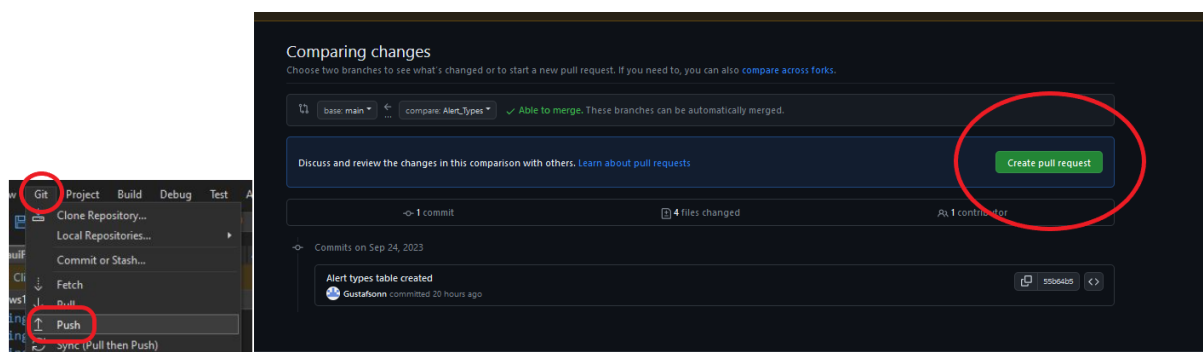 Git Project Build Debug Test
Clone Repository...
Local Repositories...
Commit or Stash...
Fetch
Pull
Push
Sync (Pull then Push)
Comparing changes
Choose two branches to see what's changed or to start a new pull request. If you need to, you can also compare across forks.
base: main
...
compare: Alert_Types
Able to merge. These branches can be automatically merged.
Discuss and review the changes in this comparison with others. Learn about pull requests
Create pull request
1 commit
4 files changed
1 contributor
Commits on Sep 24, 2023
Alert types table created
55b64b5 <>
Gustafsonn committed 20 hours ago